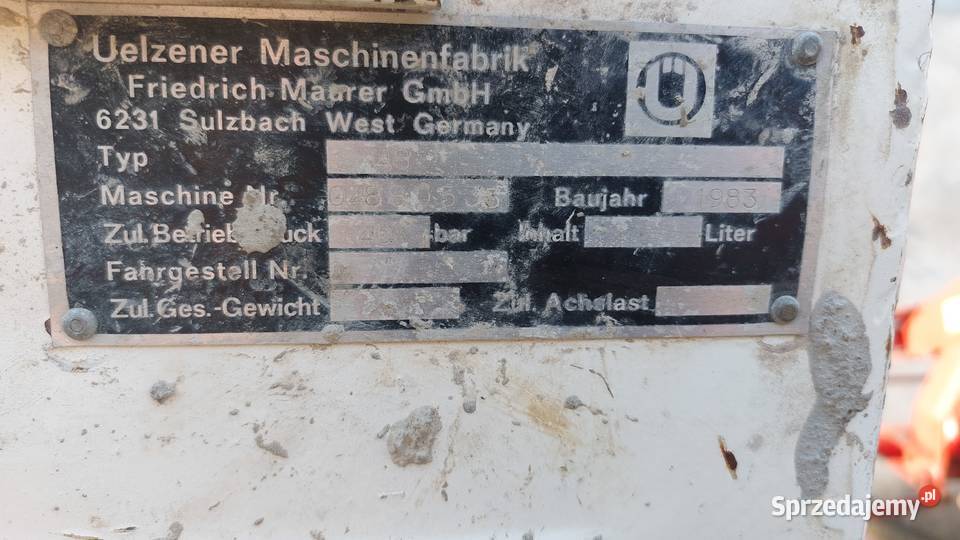 Uelzener Maschinenfabrik
Friedrich Maurer GmbH
6231 Sulzbach West Germany
Typ
Maschine Nr. Baujahr 1983
Zul. Betriebsdruck bar Inhalt Liter
Fahrgestell Nr.
Zul. Ges.-Gewicht Zul. Achslast
Sprzedajemy.pl